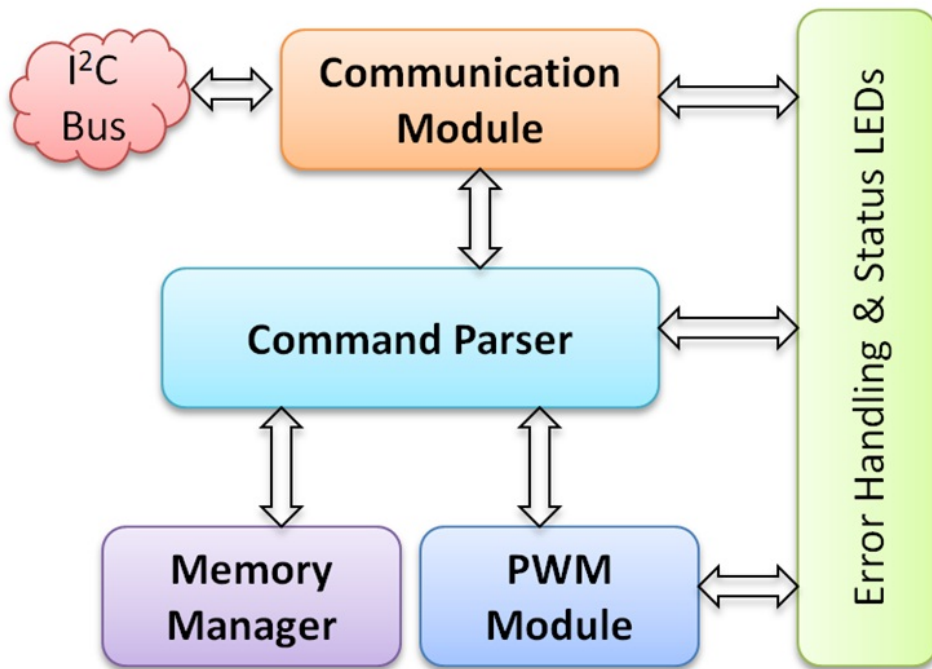 I²C
Bus
Communication
Module
Command Parser
Memory
Manager
PWM
Module
Error Handling & Status LEDs